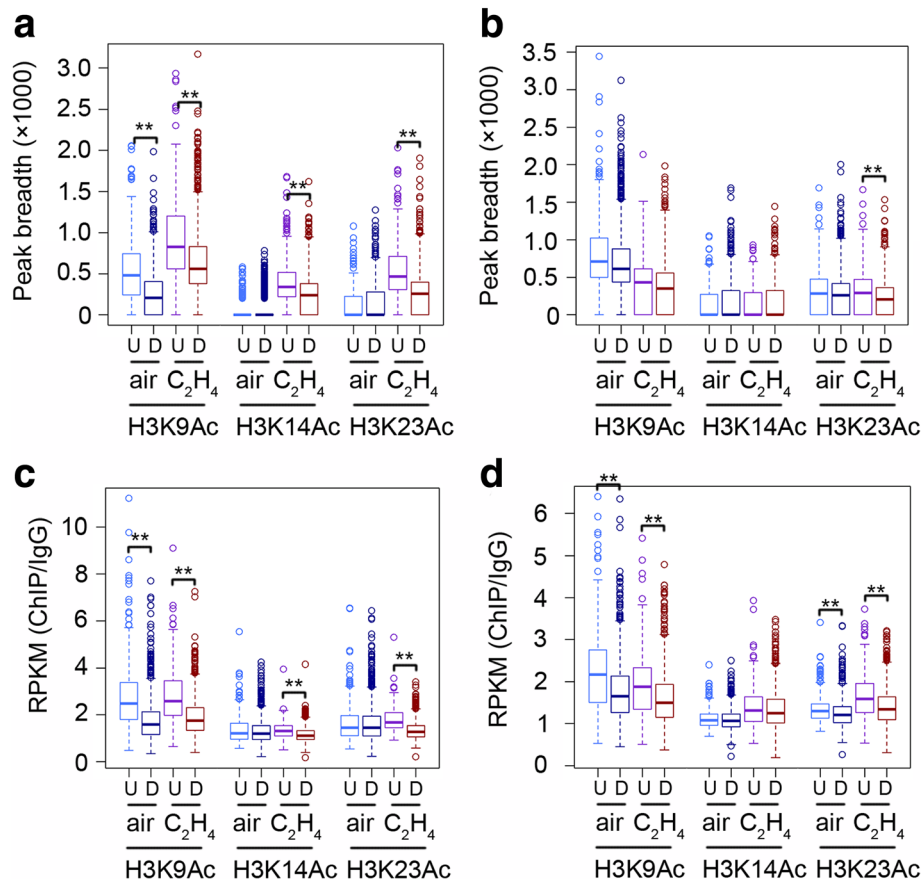 a
Peak breadth (×1000)
3.0
2.5
2.0
1.5
1.0
0.5
0
** ** ** **
U D U D U D U D U D U D
air C₂H₄ air C₂H₄ air C₂H₄
H3K9Ac H3K14Ac H3K23Ac
b
Peak breadth (×1000)
3.5
3.0
2.5
2.0
1.5
1.0
0.5
0
**
U D U D U D U D U D U D
air C₂H₄ air C₂H₄ air C₂H₄
H3K9Ac H3K14Ac H3K23Ac
c
RPKM (ChIP/IgG)
10
8
6
4
2
0
** ** ** **
U D U D U D U D U D U D
air C₂H₄ air C₂H₄ air C₂H₄
H3K9Ac H3K14Ac H3K23Ac
d
RPKM (ChIP/IgG)
6
5
4
3
2
1
0
** ** ** **
U D U D U D U D U D U D
air C₂H₄ air C₂H₄ air C₂H₄
H3K9Ac H3K14Ac H3K23Ac